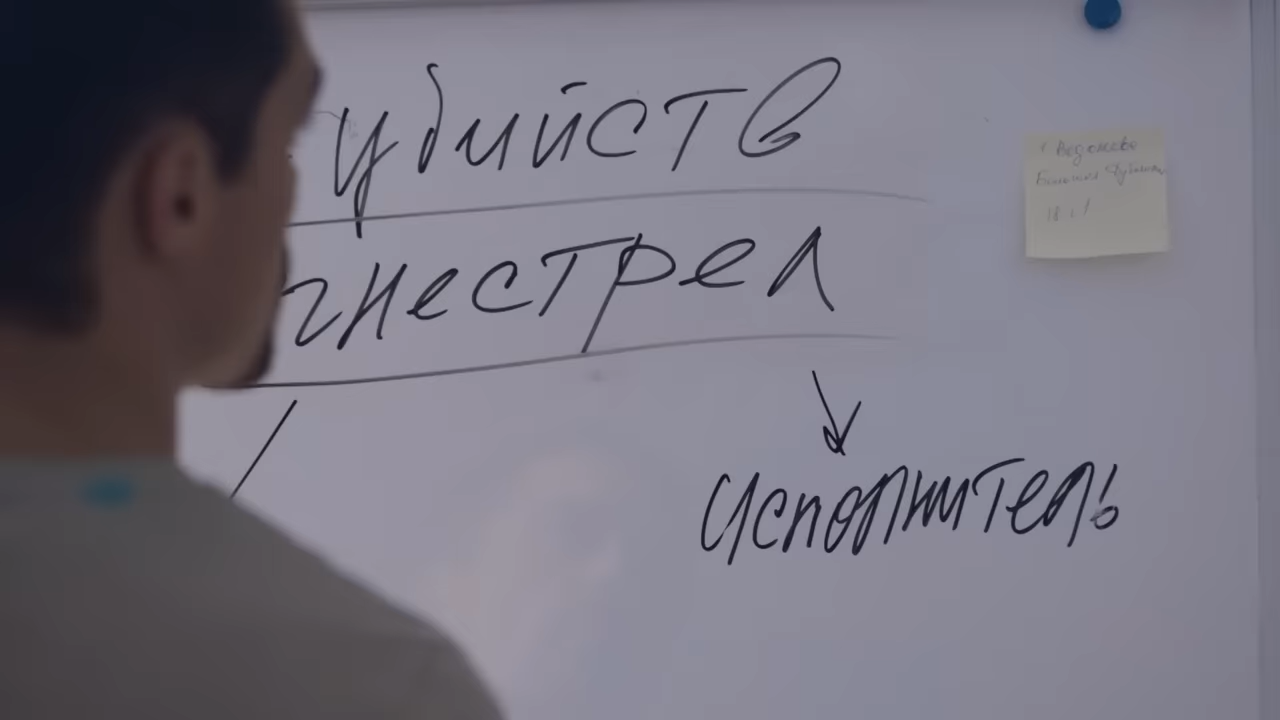 убийств
гнестрел
исполнитель